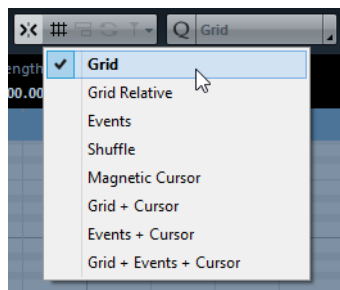 Q Grid
ength
00.00
Grid
Grid Relative
Events
Shuffle
Magnetic Cursor
Grid + Cursor
Events + Cursor
Grid + Events + Cursor